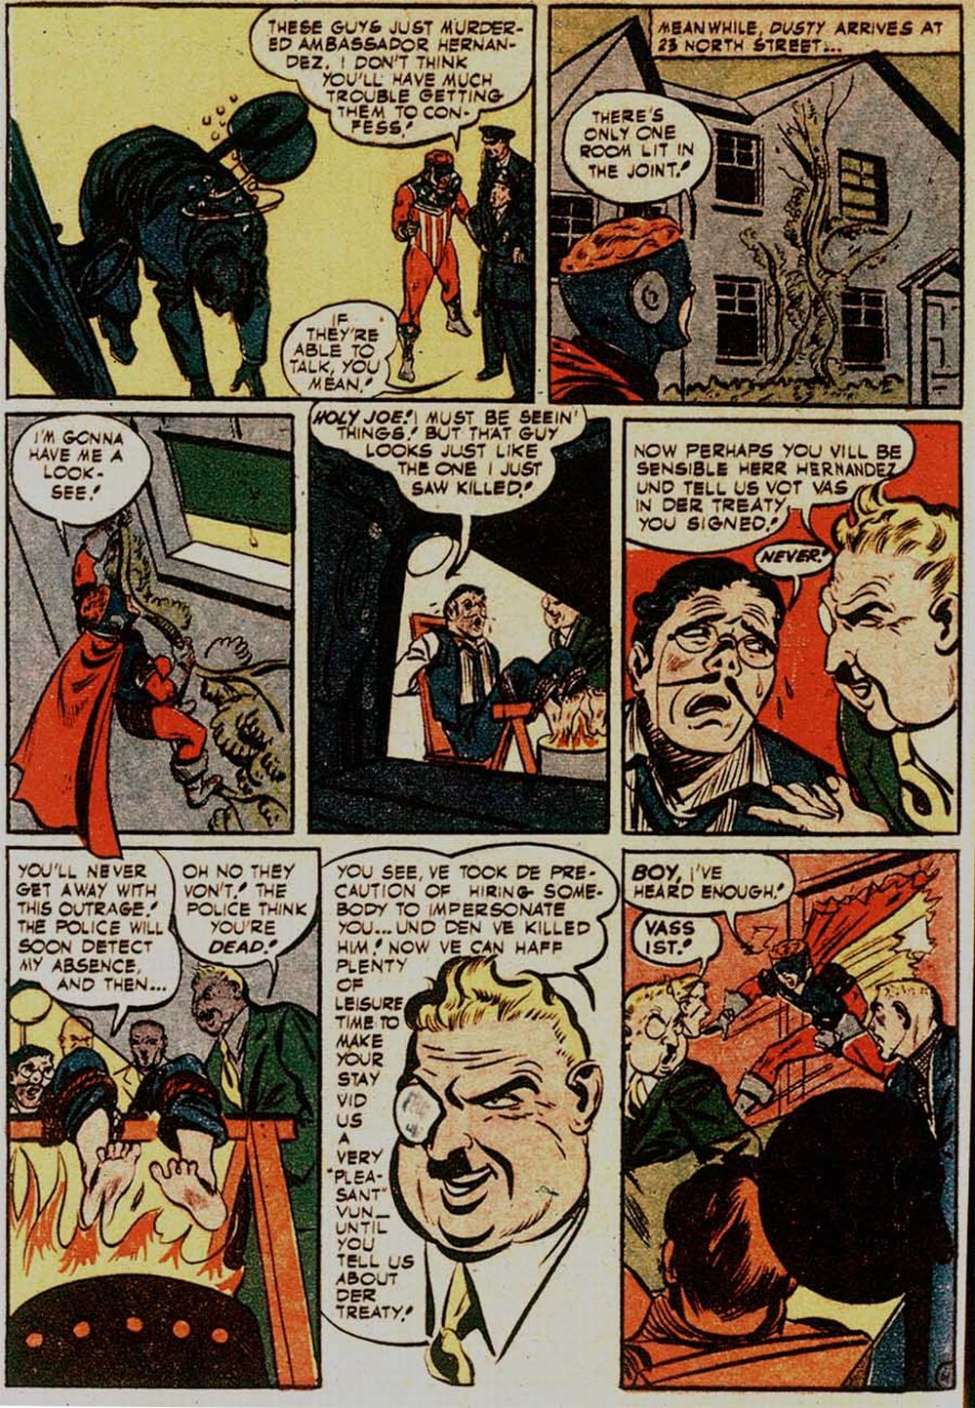 THESE GUYS JUST MURDER-
ED AMBASSADOR HERNAN-
DEZ. I DON'T THINK
YOU'LL HAVE MUCH
TROUBLE GETTING
THEM TO CON-
FESS!
IF
THEY'RE
ABLE TO
TALK, YOU
MEAN!
MEANWHILE, DUSTY ARRIVES AT
23 NORTH STREET...
THERE'S
ONLY ONE
ROOM LIT IN
THE JOINT!
I'M GONNA
HAVE ME A
LOOK-
SEE!
HOLY JOE! I MUST BE SEEIN'
THINGS! BUT THAT GUY
LOOKS JUST LIKE
THE ONE I JUST
SAW KILLED!
NOW PERHAPS YOU VILL BE
SENSIBLE HERR HERNANDEZ
UND TELL US VOT VAS
IN DER TREATY
YOU SIGNED!
NEVER!
YOU'LL NEVER
GET AWAY WITH
THIS OUTRAGE!
THE POLICE WILL
SOON DETECT
MY ABSENCE,
AND THEN...
OH NO THEY
VON'T! THE
POLICE THINK
YOU'RE
DEAD!
YOU SEE, VE TOOK DE PRE-
CAUTION OF HIRING SOME-
BODY TO IMPERSONATE
YOU... UND DEN VE KILLED
HIM! NOW VE CAN HAFF
PLENTY
OF
LEISURE
TIME TO
MAKE
YOUR
STAY
VID
US
A
VERY
"PLEA-
SANT"
VUN_
UNTIL
YOU
TELL US
ABOUT
DER
TREATY!
BOY, I'VE
HEARD ENOUGH!
VASS
IST!
4